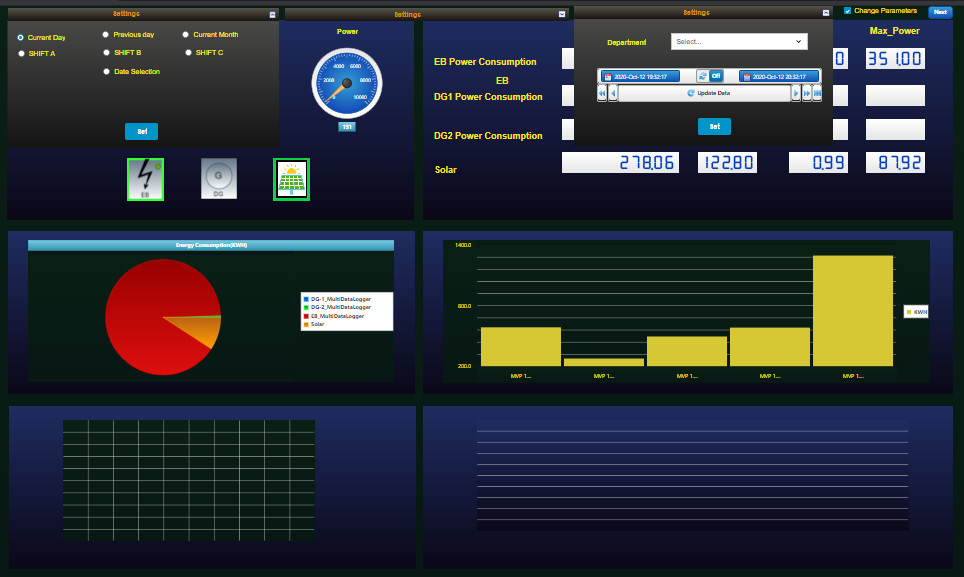 Settings
Current Day
Previous day
Current Month
SHIFT A
SHIFT B
SHIFT C
Date Selection
Set
EB
G
DG
Settings
Power
2000
4000
6000
8000
10000
151
Settings
Change Parameters
Next
Department
Select...
2020-Oct-12 19:32:17
Off
2020-Oct-12 20:32:17
Update Data
Set
Max_Power
EB Power Consumption
0
351.00
EB
DG1 Power Consumption
DG2 Power Consumption
Solar
278.06
122.80
0.99
87.92
Energy Consumption(KWH)
DG-1_MultiDataLogger
DG-2_MultiDataLogger
EB_MultiDataLogger
Solar
1400.0
800.0
200.0
MVP 1...
MVP 1...
MVP 1...
MVP 1...
MVP 1...
KWH